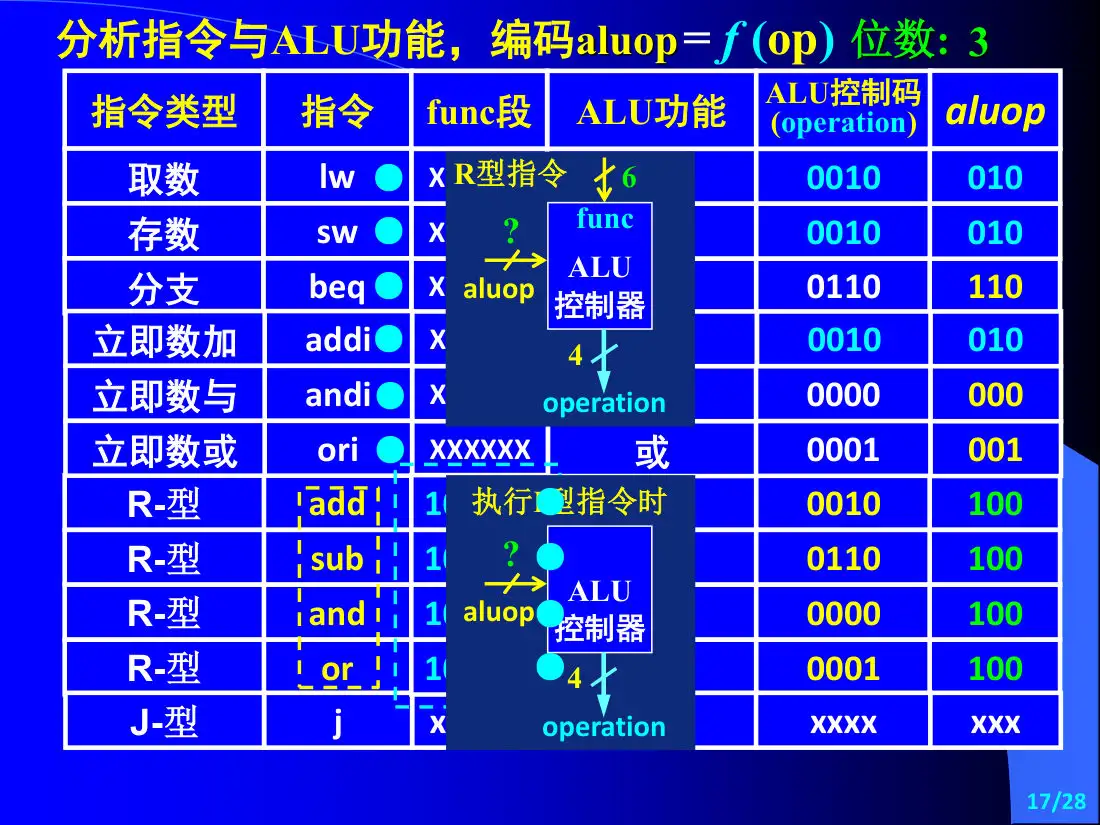 分析指令与ALU功能，编码aluop=f (op) 位数: 3
指令类型 指令 func段 ALU功能 ALU控制码 (operation) aluop
取数 lw X 0010 010
存数 sw X 0010 010
分支 beq X 0110 110
立即数加 addi X 0010 010
立即数与 andi X 0000 000
立即数或 ori XXXXXX 或 0001 001
R-型 add 10 0010 100
R-型 sub 10 0110 100
R-型 and 10 0000 100
R-型 or 10 0001 100
J-型 j x xxxx xxx
R型指令 6
func
?
aluop
ALU
控制器
4
operation
执行R型指令时
?
aluop
ALU
控制器
4
operation
17/28